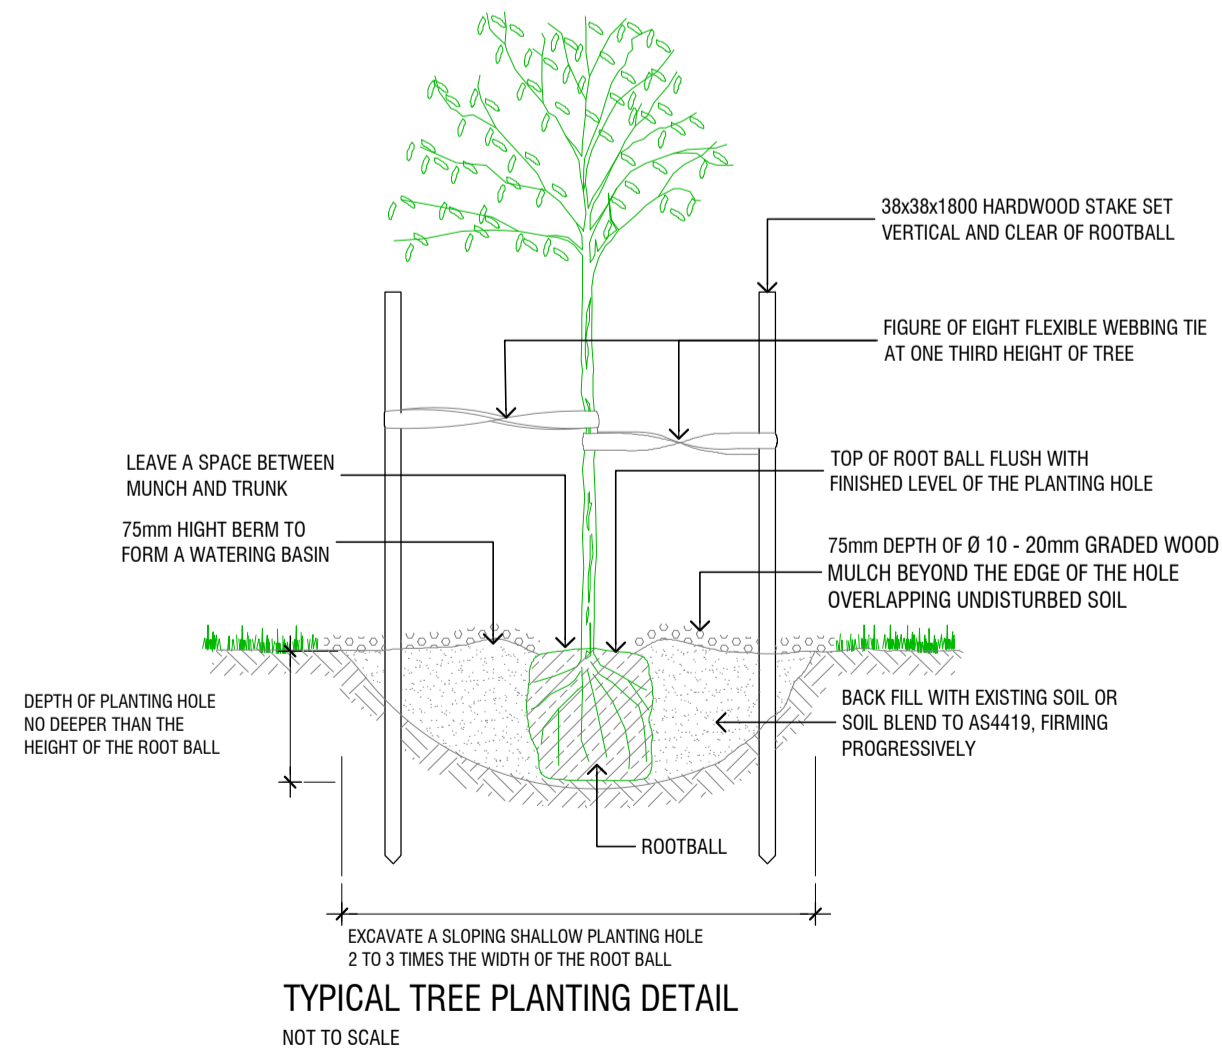 38x38x1800 HARDWOOD STAKE SET
VERTICAL AND CLEAR OF ROOTBALL
FIGURE OF EIGHT FLEXIBLE WEBBING TIE
AT ONE THIRD HEIGHT OF TREE
LEAVE A SPACE BETWEEN
MUNCH AND TRUNK
TOP OF ROOT BALL FLUSH WITH
FINISHED LEVEL OF THE PLANTING HOLE
75mm HIGHT BERM TO
FORM A WATERING BASIN
75mm DEPTH OF Ø 10 - 20mm GRADED WOOD
MULCH BEYOND THE EDGE OF THE HOLE
OVERLAPPING UNDISTURBED SOIL
DEPTH OF PLANTING HOLE
NO DEEPER THAN THE
HEIGHT OF THE ROOT BALL
BACK FILL WITH EXISTING SOIL OR
SOIL BLEND TO AS4419, FIRMING
PROGRESSIVELY
ROOTBALL
EXCAVATE A SLOPING SHALLOW PLANTING HOLE
2 TO 3 TIMES THE WIDTH OF THE ROOT BALL
TYPICAL TREE PLANTING DETAIL
NOT TO SCALE